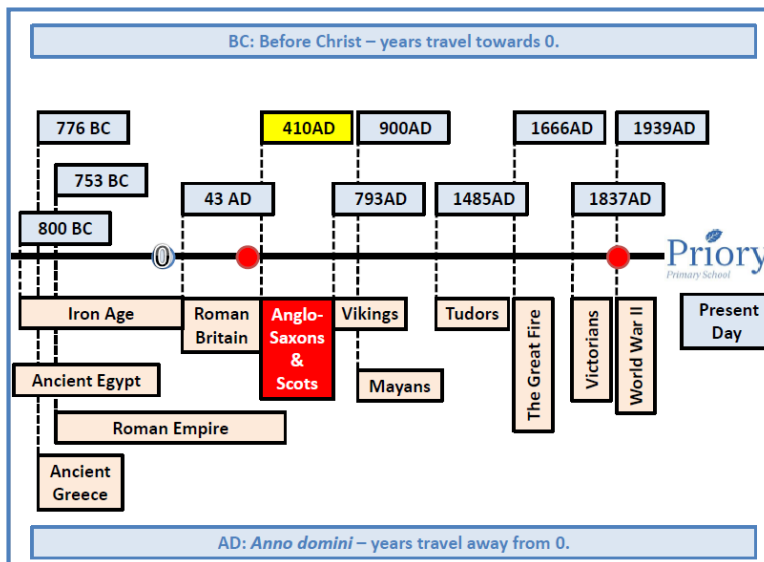 BC: Before Christ – years travel towards 0.
776 BC
410AD
900AD
1666AD
1939AD
753 BC
43 AD
793AD
1485AD
1837AD
800 BC
0
Priory
Primary School
Iron Age
Roman
Britain
Anglo-
Saxons
&
Scots
Vikings
Tudors
The Great Fire
Victorians
World War II
Present
Day
Ancient Egypt
Mayans
Roman Empire
Ancient
Greece
AD: Anno domini – years travel away from 0.